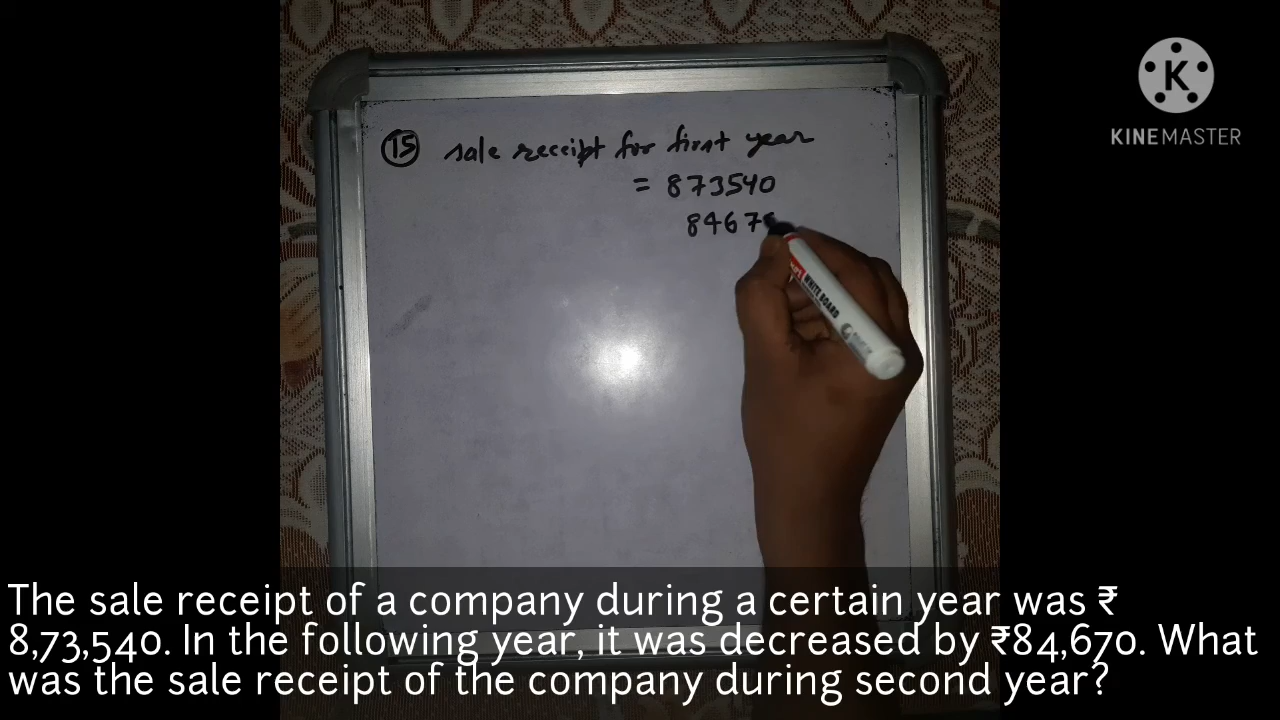 KINEMASTER
15 sale receipt for first year
= 873540
8467
The sale receipt of a company during a certain year was ₹
8,73,540. In the following year, it was decreased by ₹84,670. What
was the sale receipt of the company during second year?
WHITE BOARD